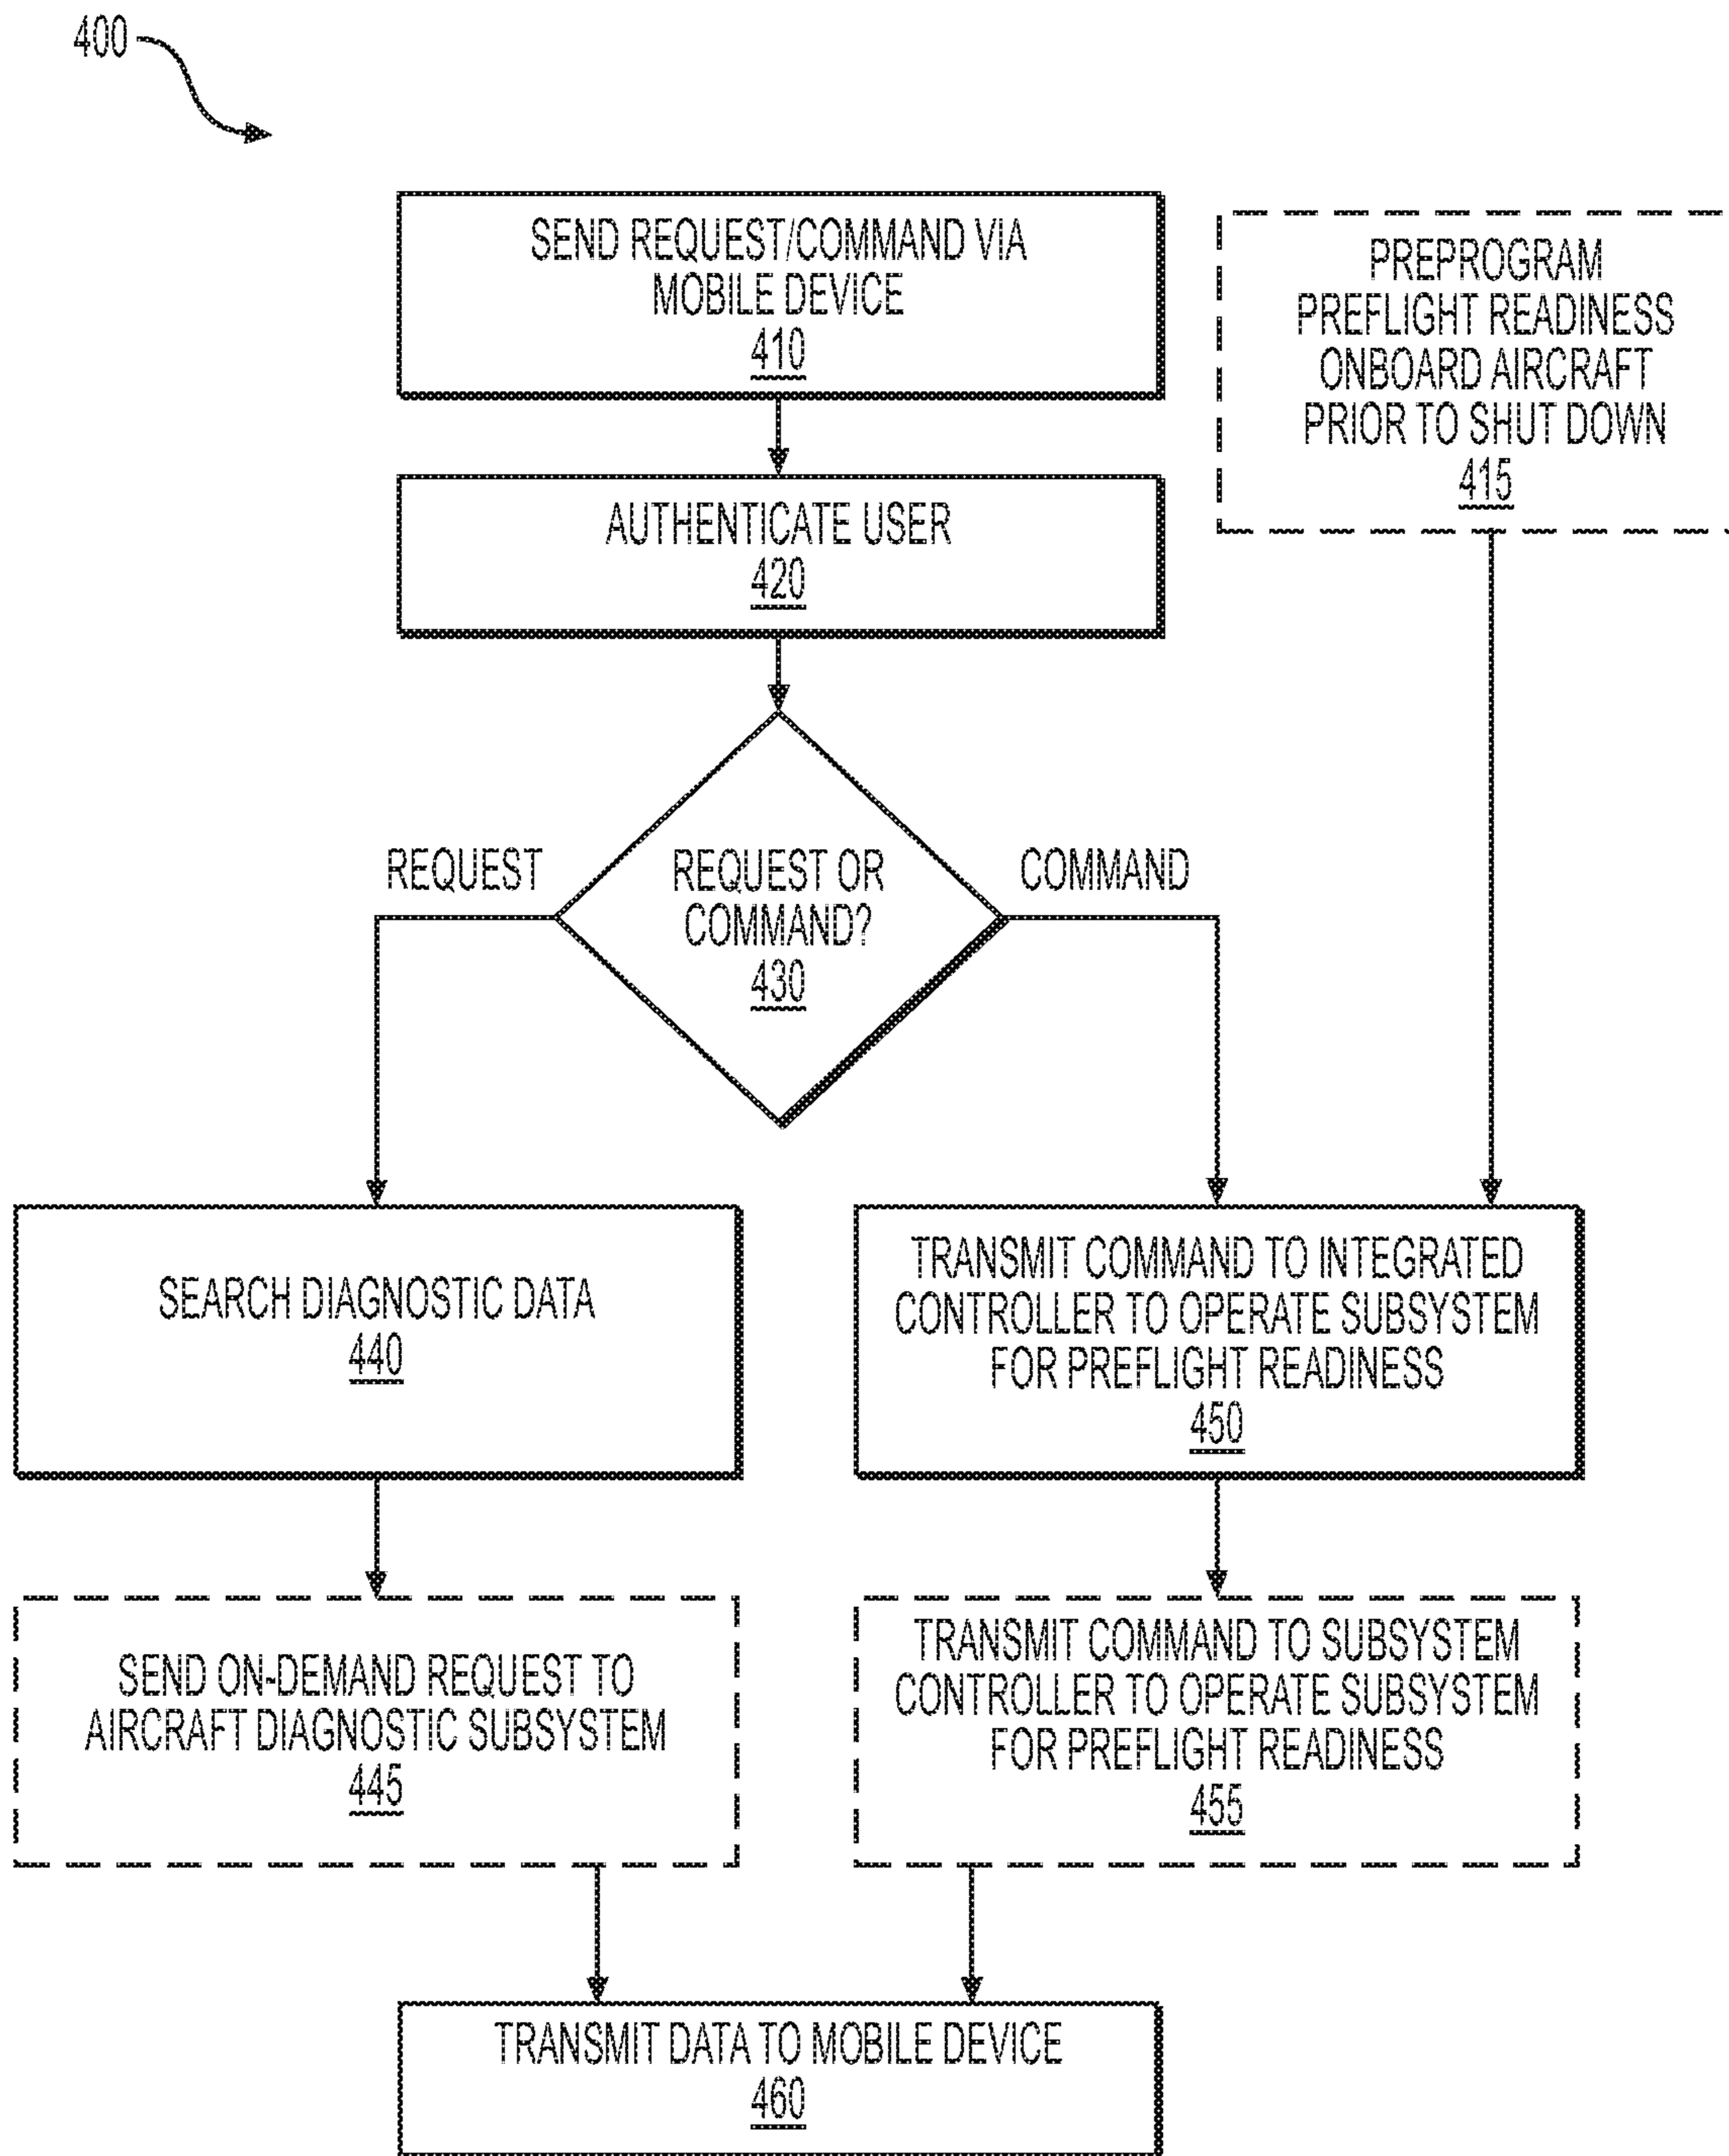 400
SEND REQUEST/COMMAND VIA
MOBILE DEVICE
410
PREPROGRAM
PREFLIGHT READINESS
ONBOARD AIRCRAFT
PRIOR TO SHUT DOWN
415
AUTHENTICATE USER
420
REQUEST
REQUEST OR
COMMAND?
430
COMMAND
SEARCH DIAGNOSTIC DATA
440
TRANSMIT COMMAND TO INTEGRATED
CONTROLLER TO OPERATE SUBSYSTEM
FOR PREFLIGHT READINESS
450
SEND ON-DEMAND REQUEST TO
AIRCRAFT DIAGNOSTIC SUBSYSTEM
445
TRANSMIT COMMAND TO SUBSYSTEM
CONTROLLER TO OPERATE SUBSYSTEM
FOR PREFLIGHT READINESS
455
TRANSMIT DATA TO MOBILE DEVICE
460